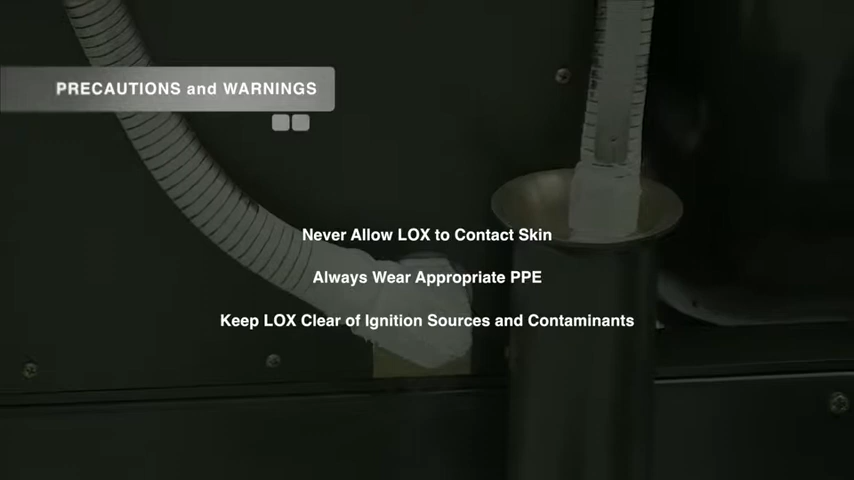 PRECAUTIONS and WARNINGS
Never Allow LOX to Contact Skin
Always Wear Appropriate PPE
Keep LOX Clear of Ignition Sources and Contaminants